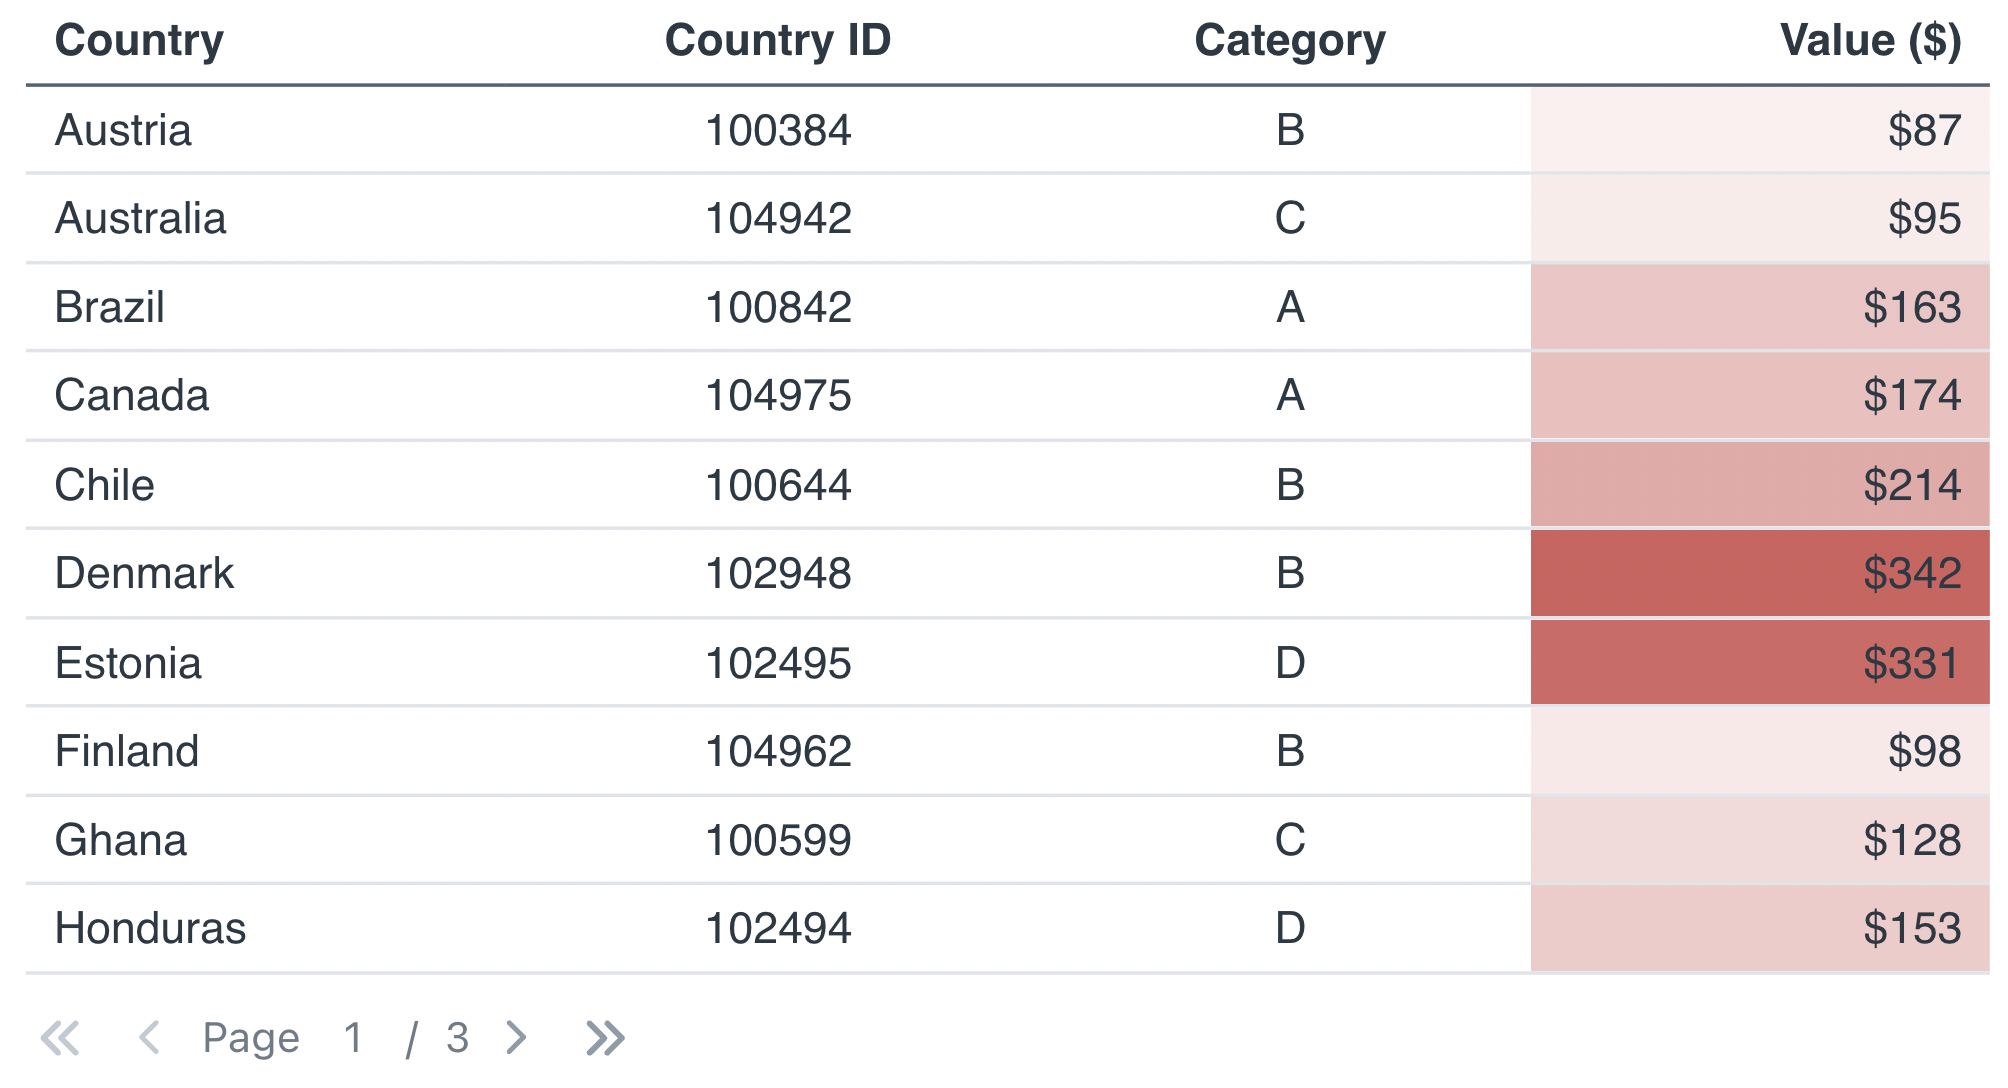 Country Country ID Category Value ($)
Austria 100384 B $87
Australia 104942 C $95
Brazil 100842 A $163
Canada 104975 A $174
Chile 100644 B $214
Denmark 102948 B $342
Estonia 102495 D $331
Finland 104962 B $98
Ghana 100599 C $128
Honduras 102494 D $153
Page 1 / 3